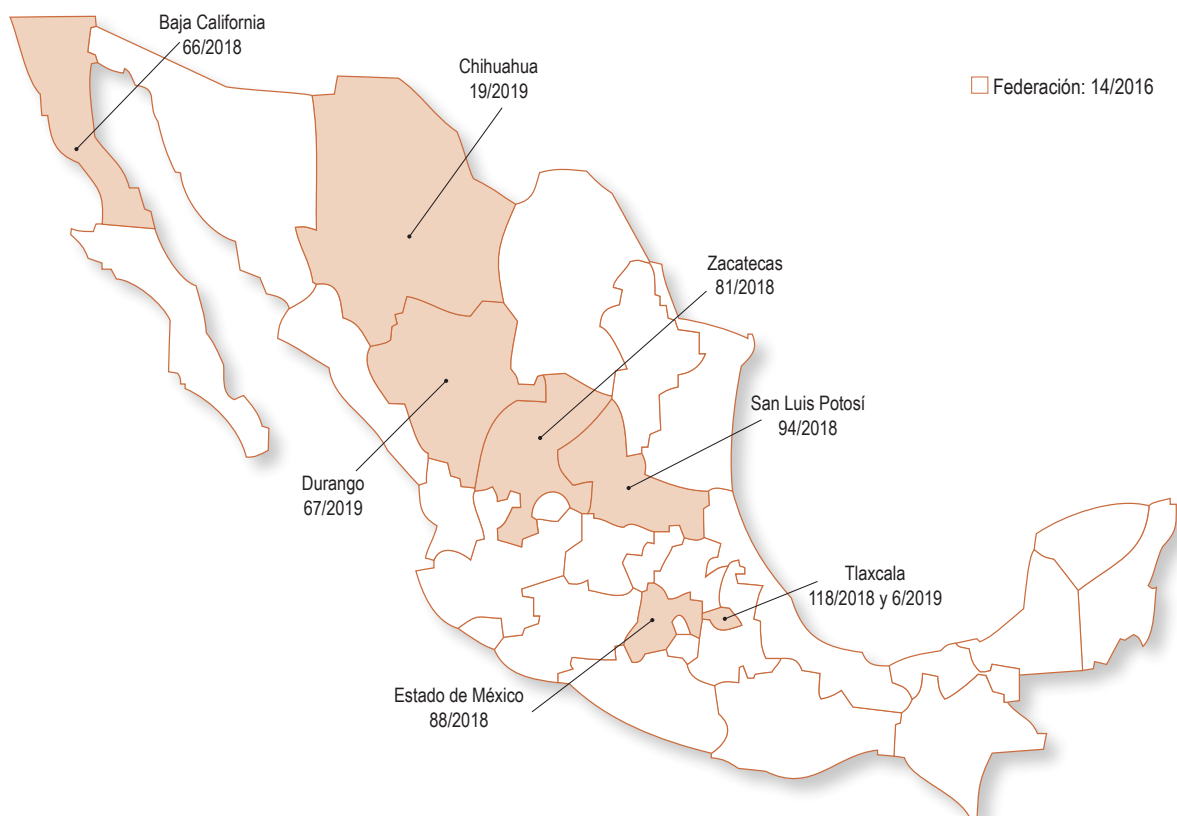 Baja California
66/2018
Chihuahua
19/2019
Federación: 14/2016
Zacatecas
81/2018
San Luis Potosí
94/2018
Durango
67/2019
Tlaxcala
118/2018 y 6/2019
Estado de México
88/2018